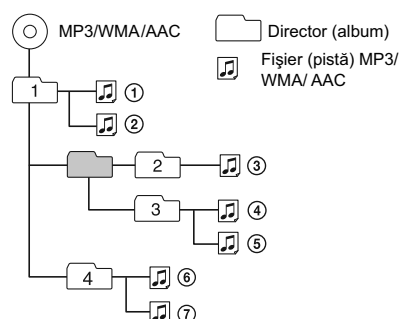 MP3/WMA/AAC
Director (album)
Fişier (pistă) MP3/
WMA/ AAC
1
①
②
2
③
3
④
⑤
4
⑥
⑦